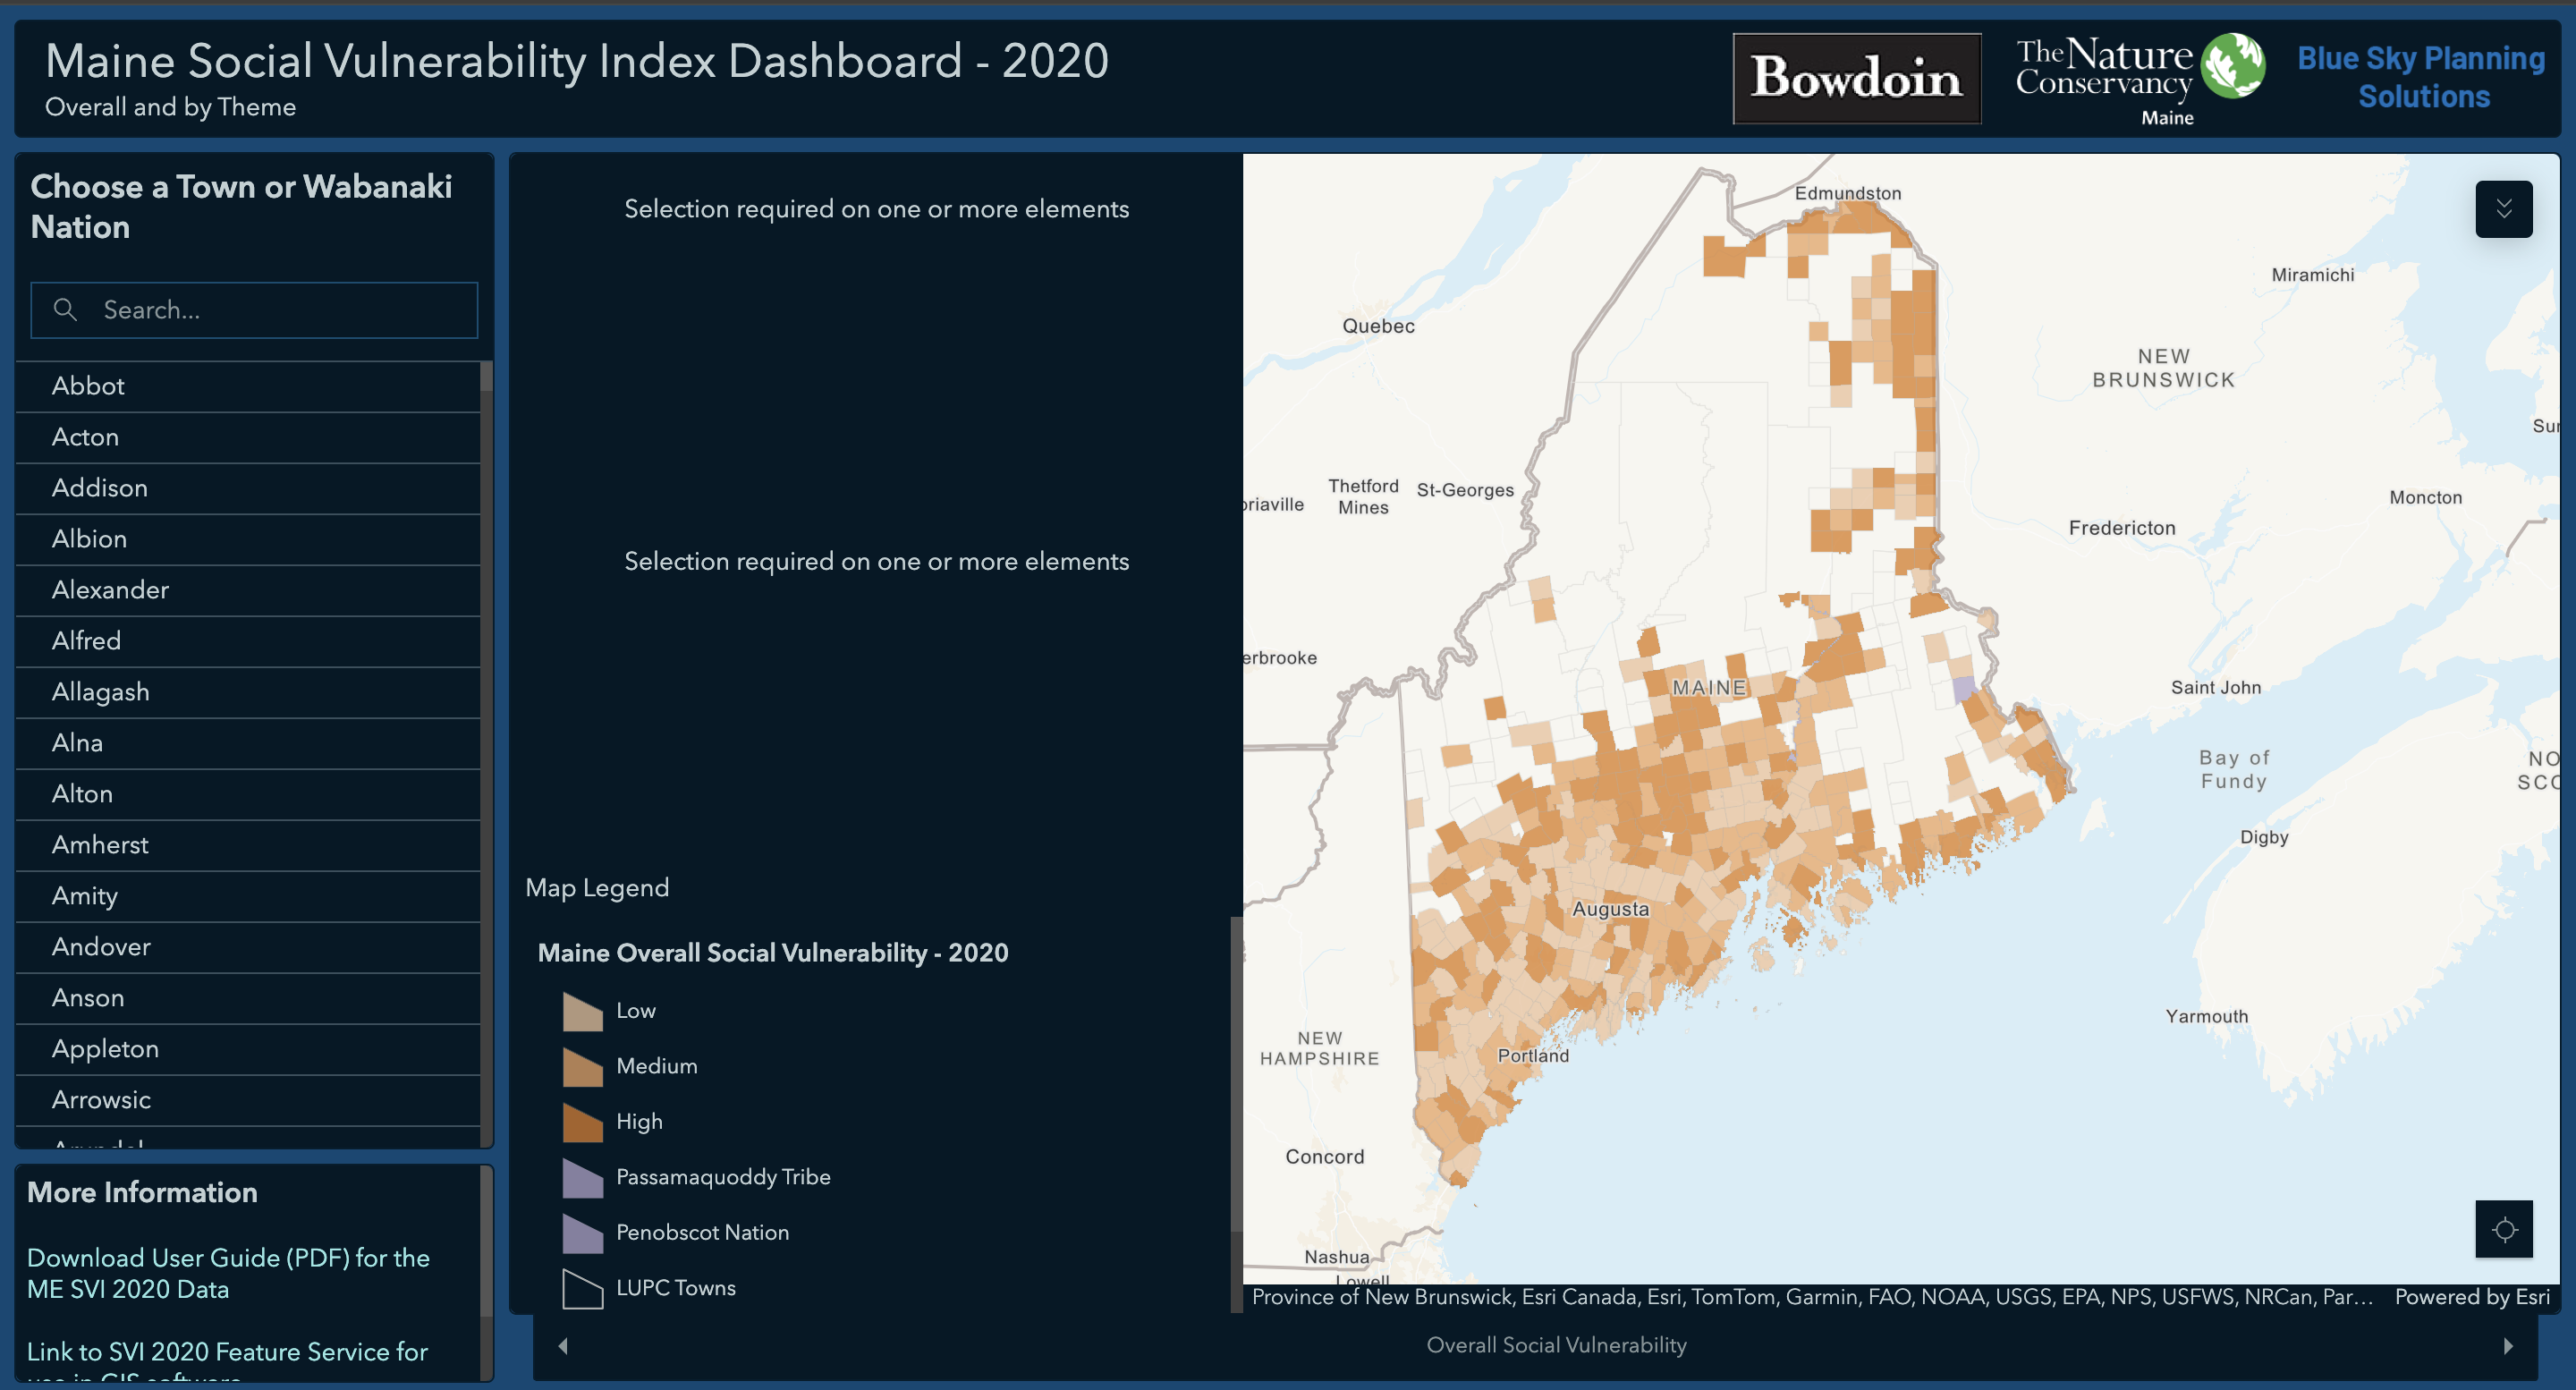 Maine Social Vulnerability Index Dashboard - 2020
Overall and by Theme
Bowdoin
The Nature
Conservancy
Maine
Blue Sky Planning
Solutions
Choose a Town or Wabanaki
Nation
Search...
Abbot
Acton
Addison
Albion
Alexander
Alfred
Allagash
Alna
Alton
Amherst
Amity
Andover
Anson
Appleton
Arrowsic
More Information
Download User Guide (PDF) for the
ME SVI 2020 Data
Link to SVI 2020 Feature Service for
Selection required on one or more elements
Selection required on one or more elements
Map Legend
Maine Overall Social Vulnerability - 2020
Low
Medium
High
Passamaquoddy Tribe
Penobscot Nation
LUPC Towns
Edmundston
Miramichi
Quebec
NEW
BRUNSWICK
Sur
Thetford
Mines
St-Georges
oriaville
Moncton
Fredericton
erbrooke
MAINE
Saint John
Bay of
Fundy
NO
SCO
Digby
Augusta
Yarmouth
NEW
HAMPSHIRE
Portland
Concord
Nashua
Lowell
Province of New Brunswick, Esri Canada, Esri, TomTom, Garmin, FAO, NOAA, USGS, EPA, NPS, USFWS, NRCan, Par...
Powered by Esri
Overall Social Vulnerability